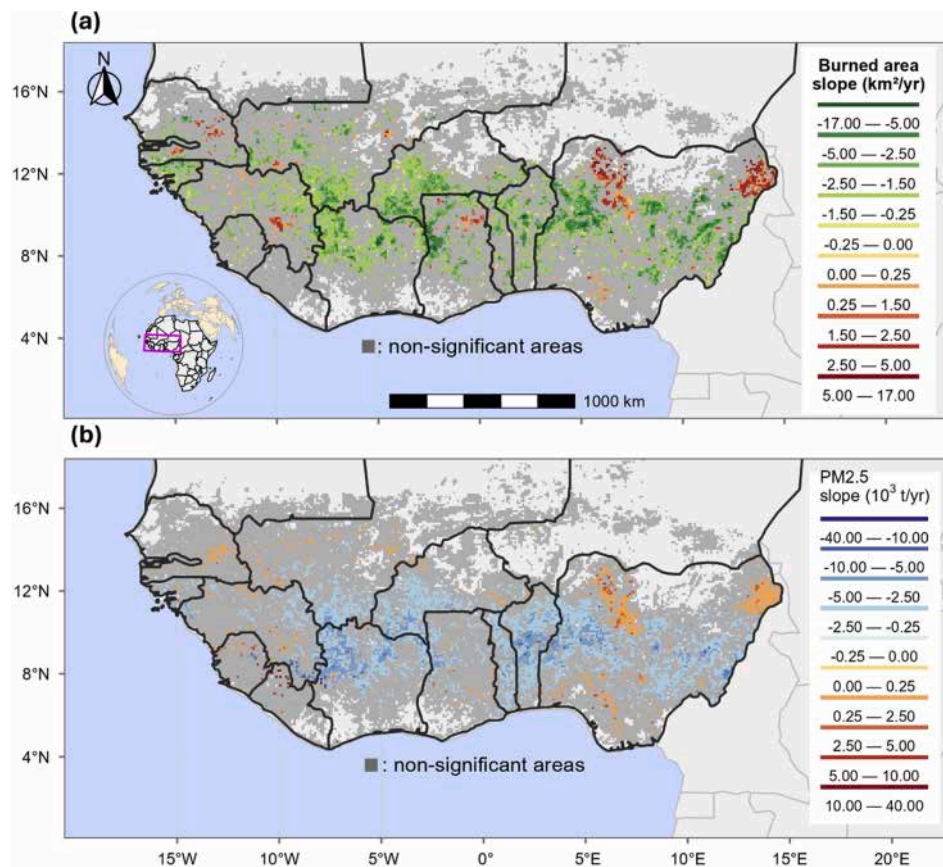 (a)
N
16°N
12°N
8°N
4°N
Burned area
slope (km²/yr)
-17.00 — -5.00
-5.00 — -2.50
-2.50 — -1.50
-1.50 — -0.25
-0.25 — 0.00
0.00 — 0.25
0.25 — 1.50
1.50 — 2.50
2.50 — 5.00
5.00 — 17.00
: non-significant areas
1000 km
(b)
16°N
12°N
8°N
4°N
PM2.5
slope (10³ t/yr)
-40.00 — -10.00
-10.00 — -5.00
-5.00 — -2.50
-2.50 — -0.25
-0.25 — 0.00
0.00 — 0.25
0.25 — 2.50
2.50 — 5.00
5.00 — 10.00
10.00 — 40.00
: non-significant areas
15°W 10°W 5°W 0° 5°E 10°E 15°E 20°E